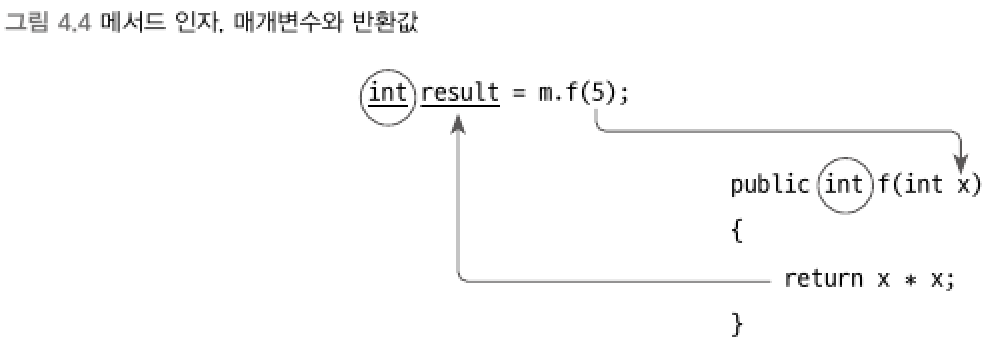 그림 4.4 메서드 인자, 매개변수와 반환값
int result = m.f(5);
public int f(int x)
{
return x * x;
}